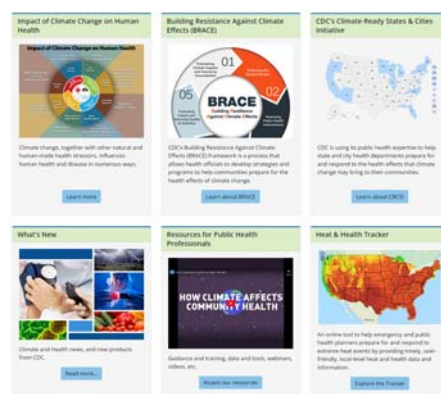 Impact of Climate Change on Human
Health
Impact of Climate Change on Human Health
Climate change, together with other natural and
human-made health stressors, influences
human health and disease in numerous ways.
Learn more
Building Resistance Against Climate
Effects (BRACE)
01
02
05
BRACE
Building Resilience
Against Climate Effects
CDC's Building Resistance Against Climate
Effects (BRACE) framework is a process that
allows health officials to develop strategies and
programs to help communities prepare for the
health effects of climate change.
Learn about BRACE
CDC's Climate-Ready States & Cities
Initiative
CDC is using its public health expertise to help
state and city health departments prepare for
and respond to the health effects that climate
change may bring to their communities.
Learn about CRCSI
What's New
Climate and Health news, and new products
from CDC.
Read more...
Resources for Public Health
Professionals
HOW CLIMATE AFFECTS
COMMUNITY HEALTH
Guidance and training, data and tools, webinars,
videos, etc.
Access our resources
Heat & Health Tracker
An online tool to help emergency and public
health planners prepare for and respond to
extreme heat events by providing timely, user-
friendly, local-level heat and health data and
information.
Explore the Tracker